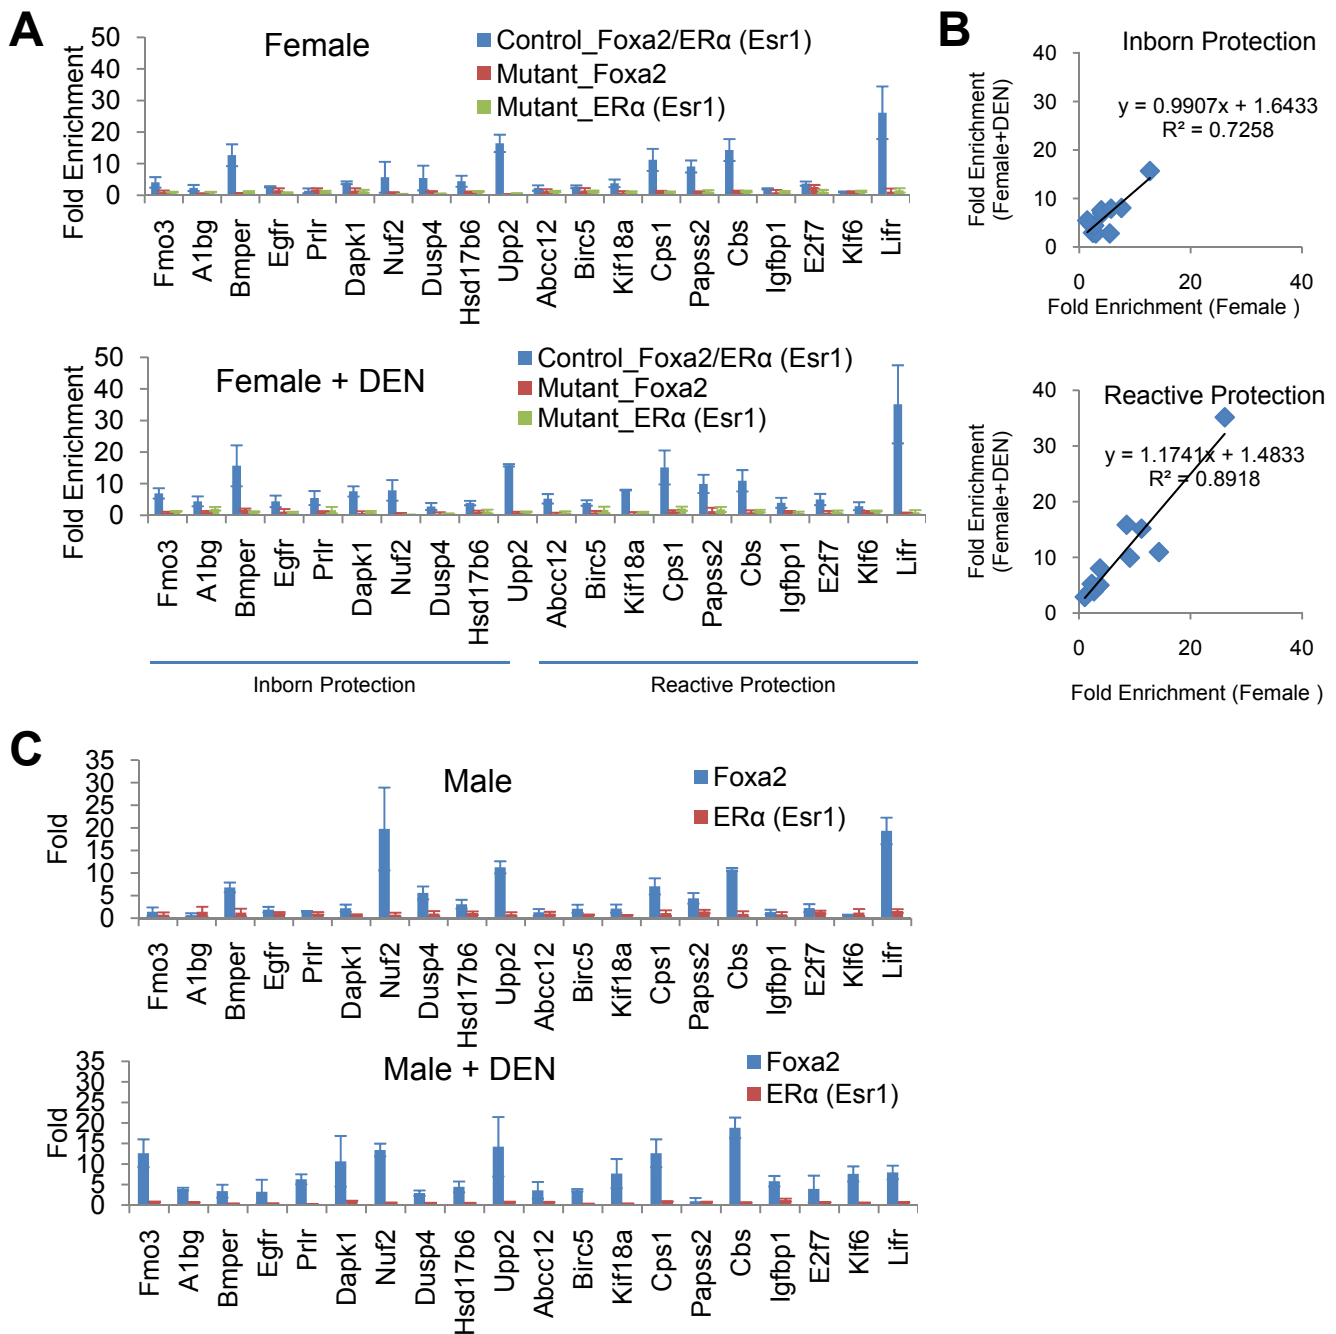 A
Female
Control_Foxa2/ERα (Esr1)
Mutant_Foxa2
Mutant_ERα (Esr1)
Fold Enrichment
50
40
30
20
10
0
Fmo3
A1bg
Bmper
Egfr
Prlr
Dapk1
Nuf2
Dusp4
Hsd17b6
Upp2
Abcc12
Birc5
Kif18a
Cps1
Papss2
Cbs
Igfbp1
E2f7
Klf6
Lifr
Female + DEN
Control_Foxa2/ERα (Esr1)
Mutant_Foxa2
Mutant_ERα (Esr1)
Fold Enrichment
50
40
30
20
10
0
Fmo3
A1bg
Bmper
Egfr
Prlr
Dapk1
Nuf2
Dusp4
Hsd17b6
Upp2
Abcc12
Birc5
Kif18a
Cps1
Papss2
Cbs
Igfbp1
E2f7
Klf6
Lifr
Inborn Protection
Reactive Protection
B
Inborn Protection
y = 0.9907x + 1.6433
R² = 0.7258
Fold Enrichment
(Female+DEN)
40
30
20
10
0
0
20
40
Fold Enrichment (Female )
Reactive Protection
y = 1.1741x + 1.4833
R² = 0.8918
Fold Enrichment
(Female+DEN)
40
30
20
10
0
0
20
40
Fold Enrichment (Female )
C
Male
Foxa2
ERα (Esr1)
Fold
35
30
25
20
15
10
5
0
Fmo3
A1bg
Bmper
Egfr
Prlr
Dapk1
Nuf2
Dusp4
Hsd17b6
Upp2
Abcc12
Birc5
Kif18a
Cps1
Papss2
Cbs
Igfbp1
E2f7
Klf6
Lifr
Male + DEN
Foxa2
ERα (Esr1)
Fold
35
30
25
20
15
10
5
0
Fmo3
A1bg
Bmper
Egfr
Prlr
Dapk1
Nuf2
Dusp4
Hsd17b6
Upp2
Abcc12
Birc5
Kif18a
Cps1
Papss2
Cbs
Igfbp1
E2f7
Klf6
Lifr